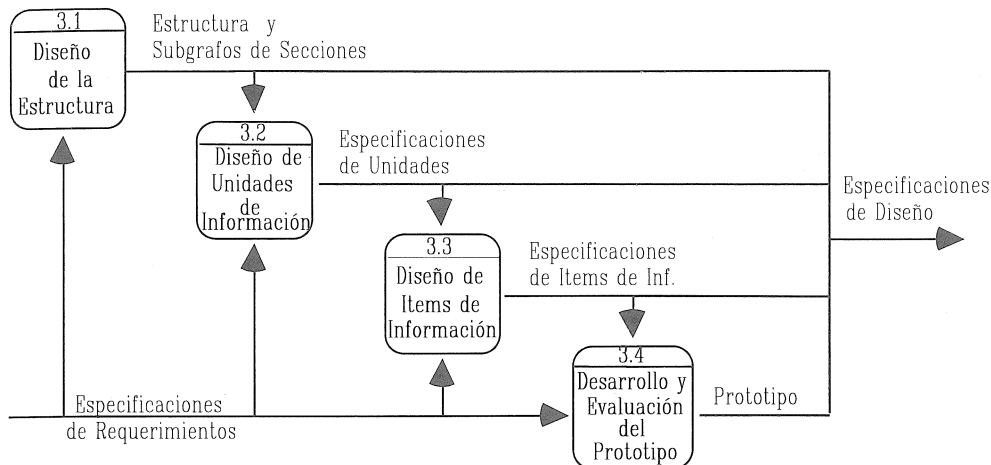 3.1
Diseño
de la
Estructura
Estructura y
Subgrafos de Secciones
3.2
Diseño de
Unidades
de
Información
Especificaciones
de Unidades
3.3
Diseño de
Items de
Información
Especificaciones
de Items de Inf.
3.4
Desarrollo y
Evaluación
del
Prototipo
Prototipo
Especificaciones
de Diseño
Especificaciones
de Requerimientos